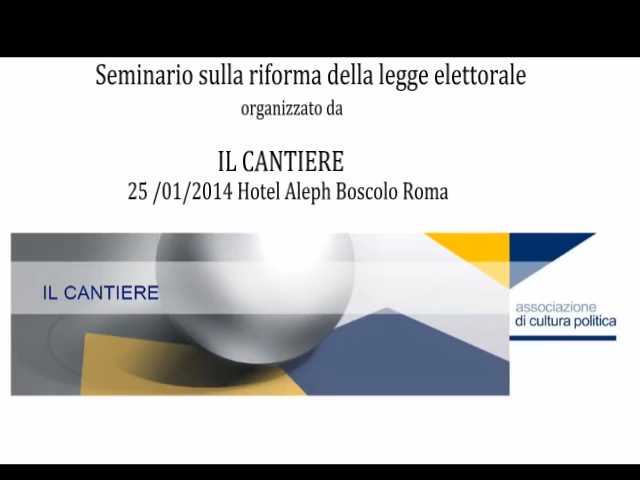 Seminario sulla riforma della legge elettorale
organizzato da
IL CANTIERE
25 /01/2014 Hotel Aleph Boscolo Roma
IL CANTIERE
associazione
di cultura politica